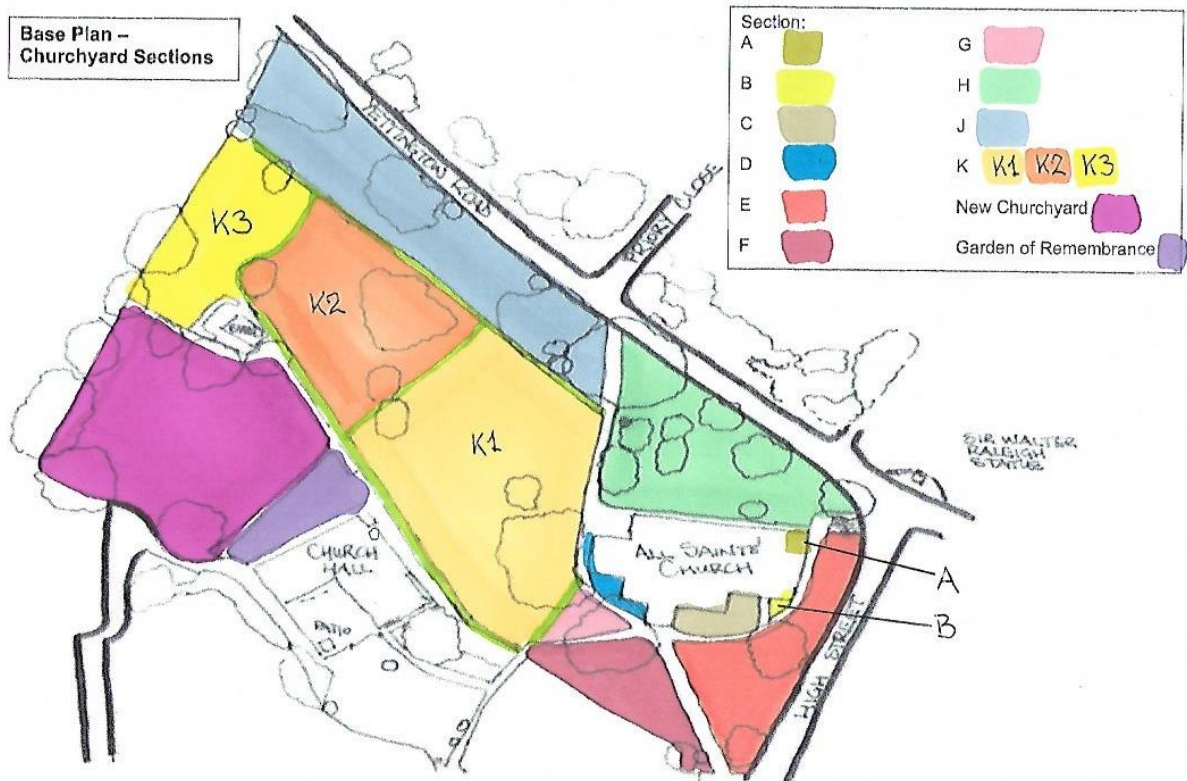 Base Plan –
Churchyard Sections
Section:
A
B
C
D
E
F
G
H
J
K K1 K2 K3
New Churchyard
Garden of Remembrance
ROAD
PRIORY CLOSE
K3
K2
K1
SIR WALTER
RALEIGH
STATUE
ALL SAINTS'
CHURCH
A
B
CHURCH
HALL
PATIO
HIGH STREET